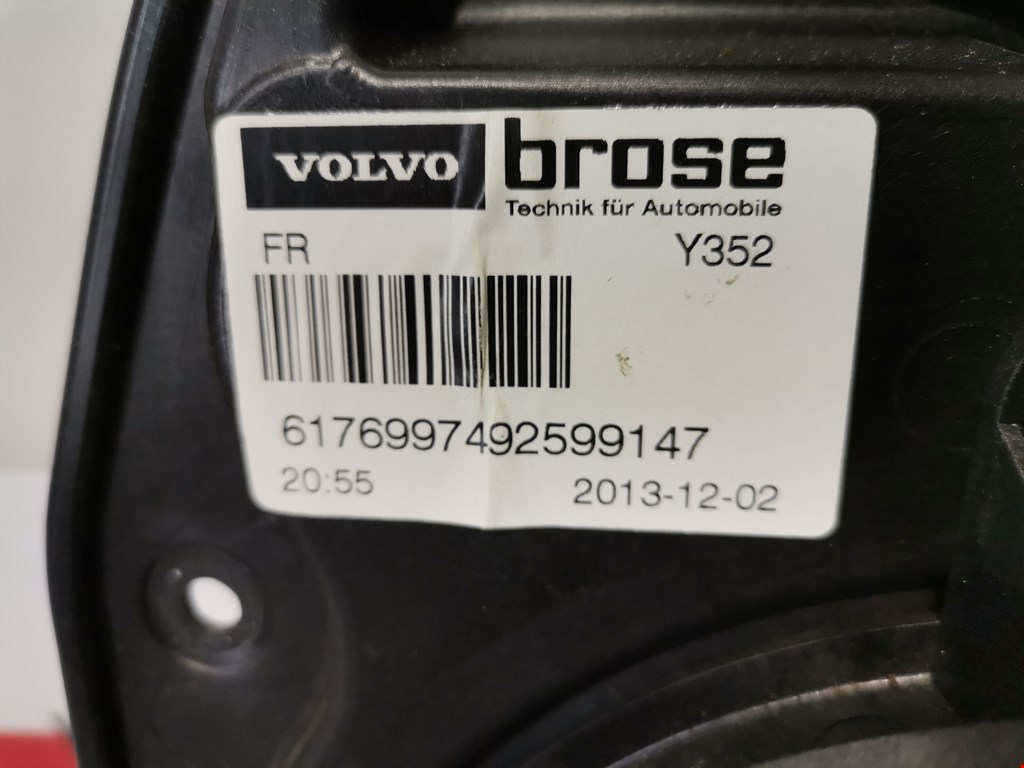 VOLVO brose
Technik für Automobile
FR Y352
6176997492599147
20:55 2013-12-02